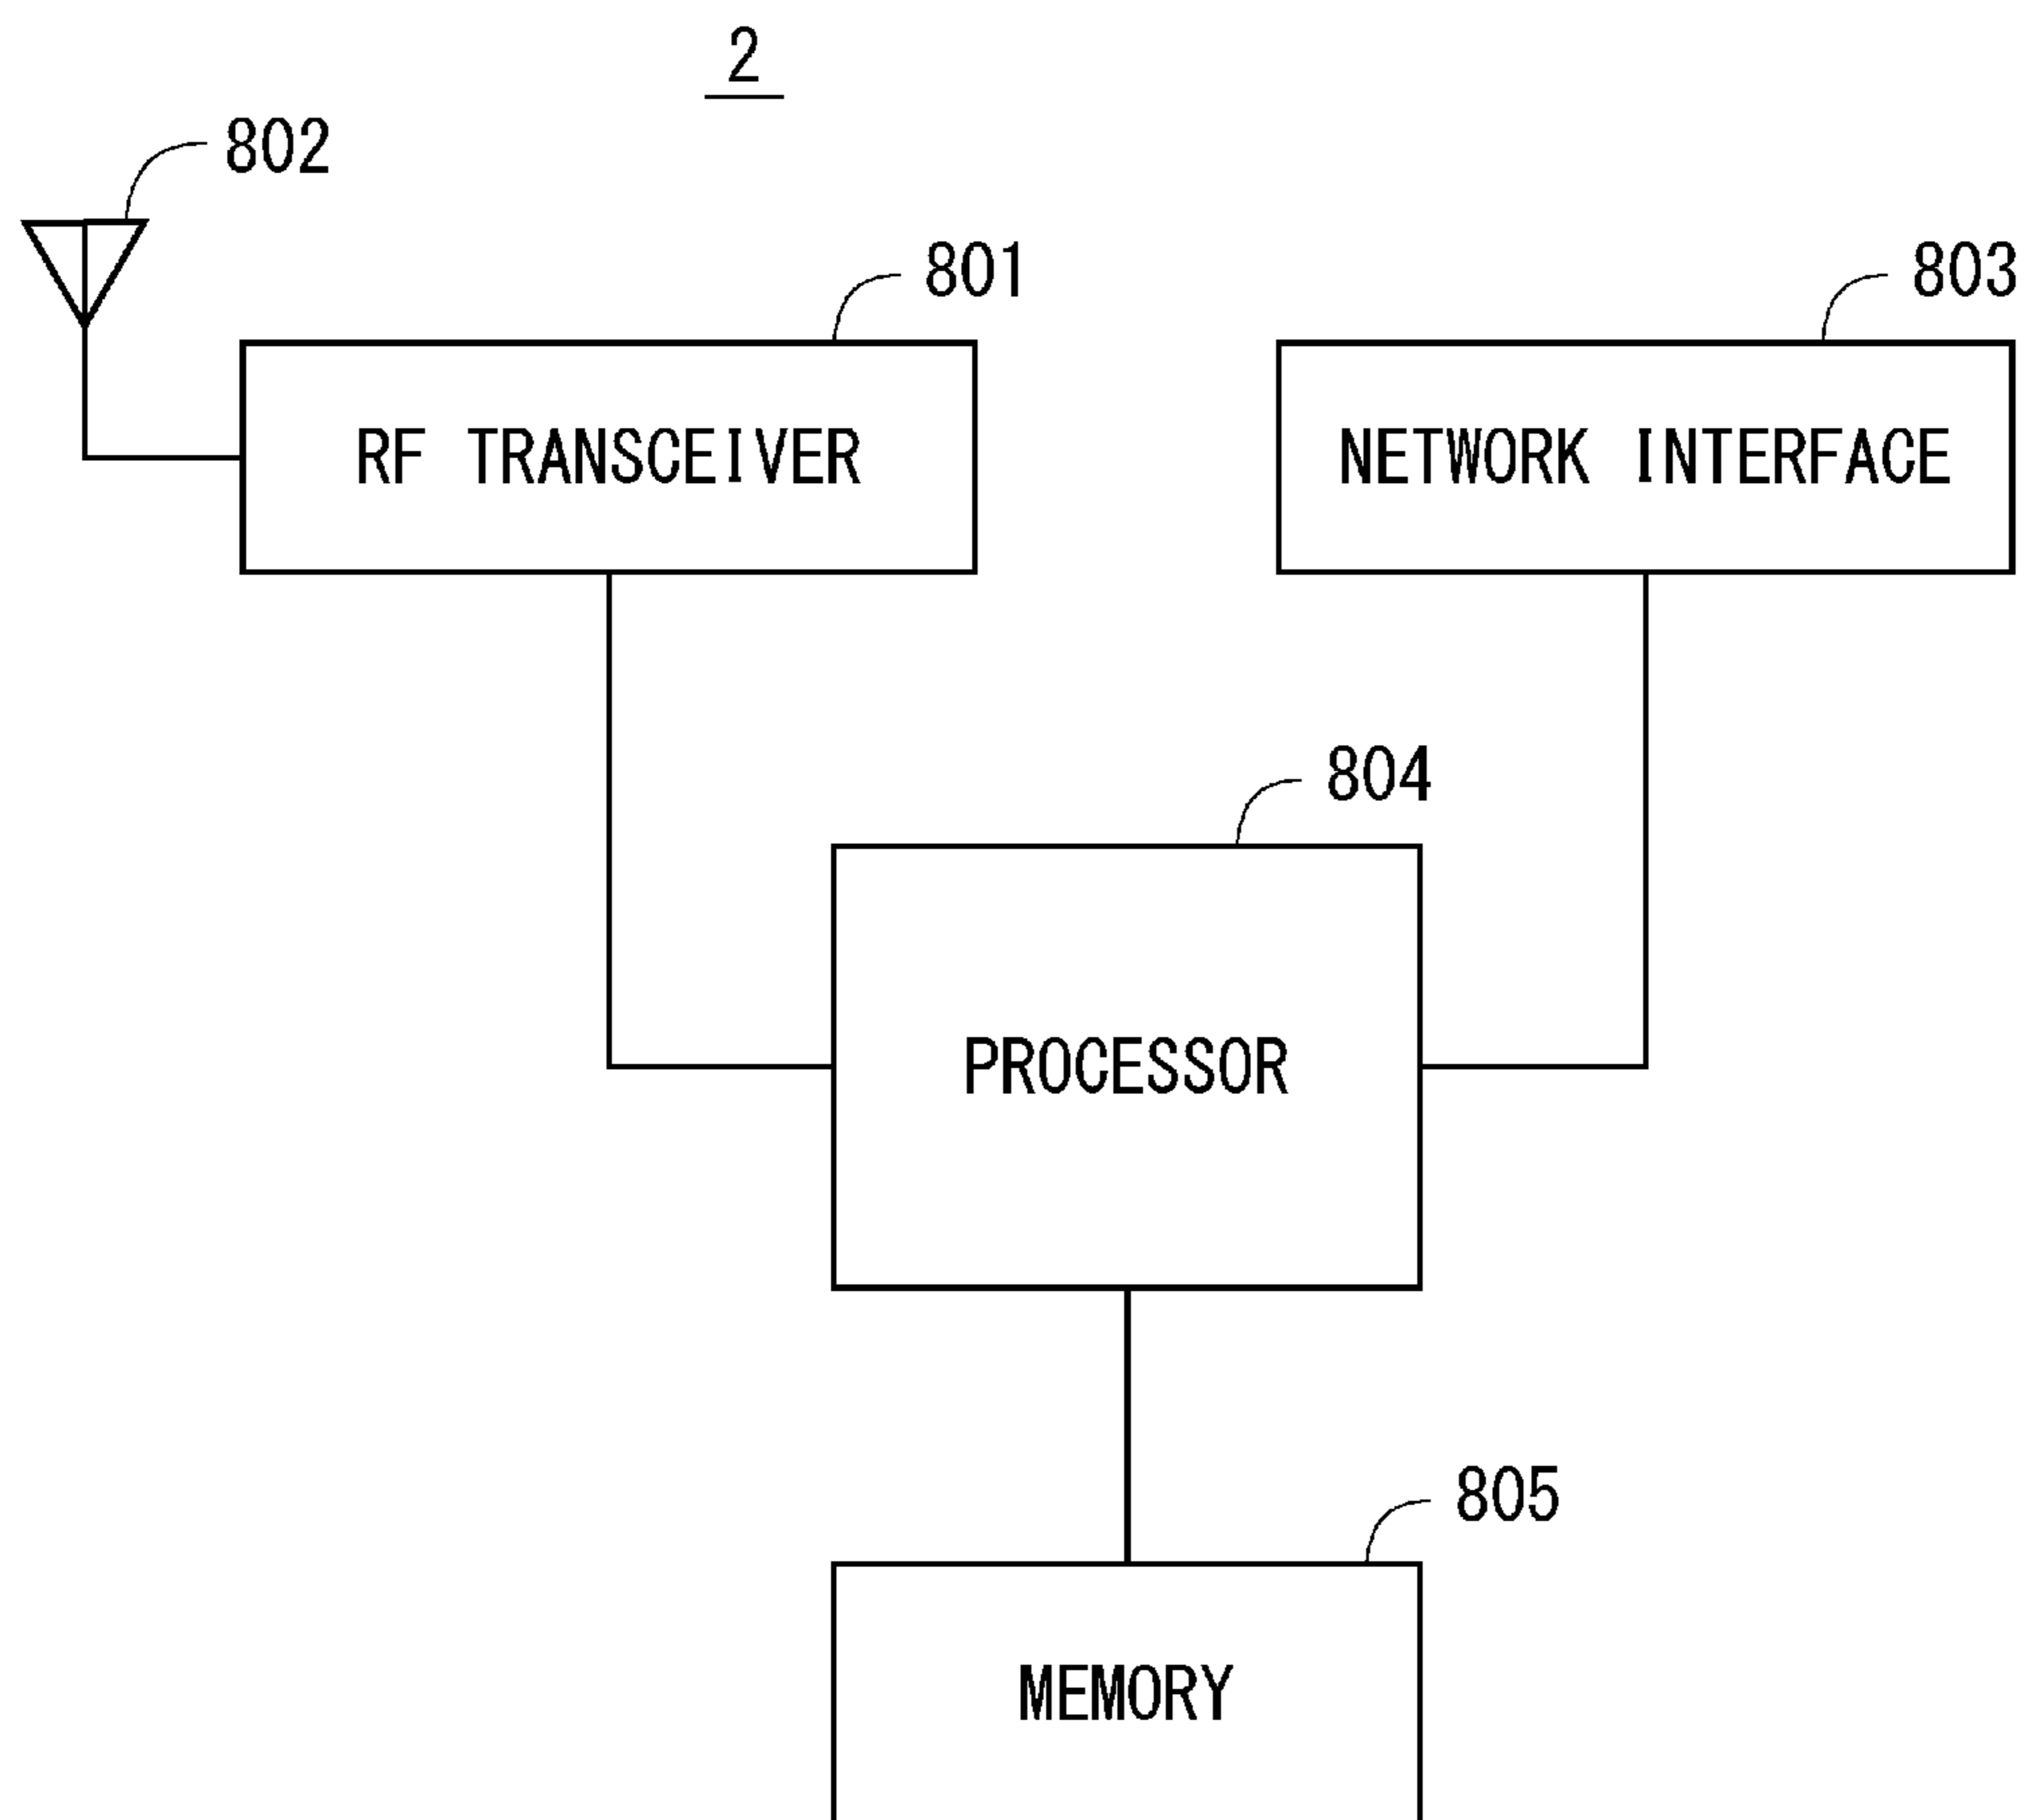 2
802
801
803
RF TRANSCEIVER
NETWORK INTERFACE
804
PROCESSOR
805
MEMORY